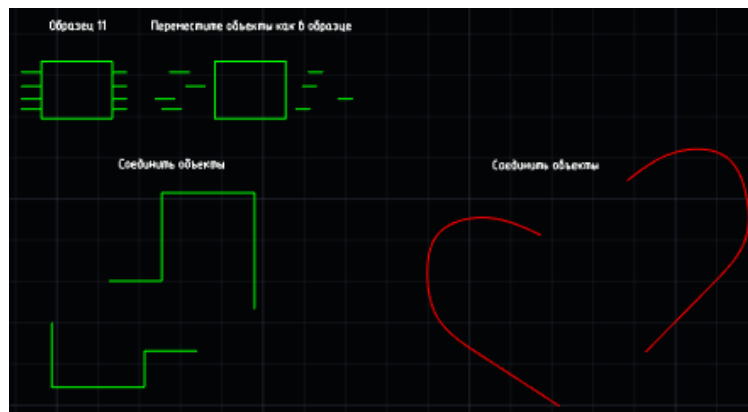 Образец 11
Переместите объекты как в образце
Соединить объекты
Соединить объекты